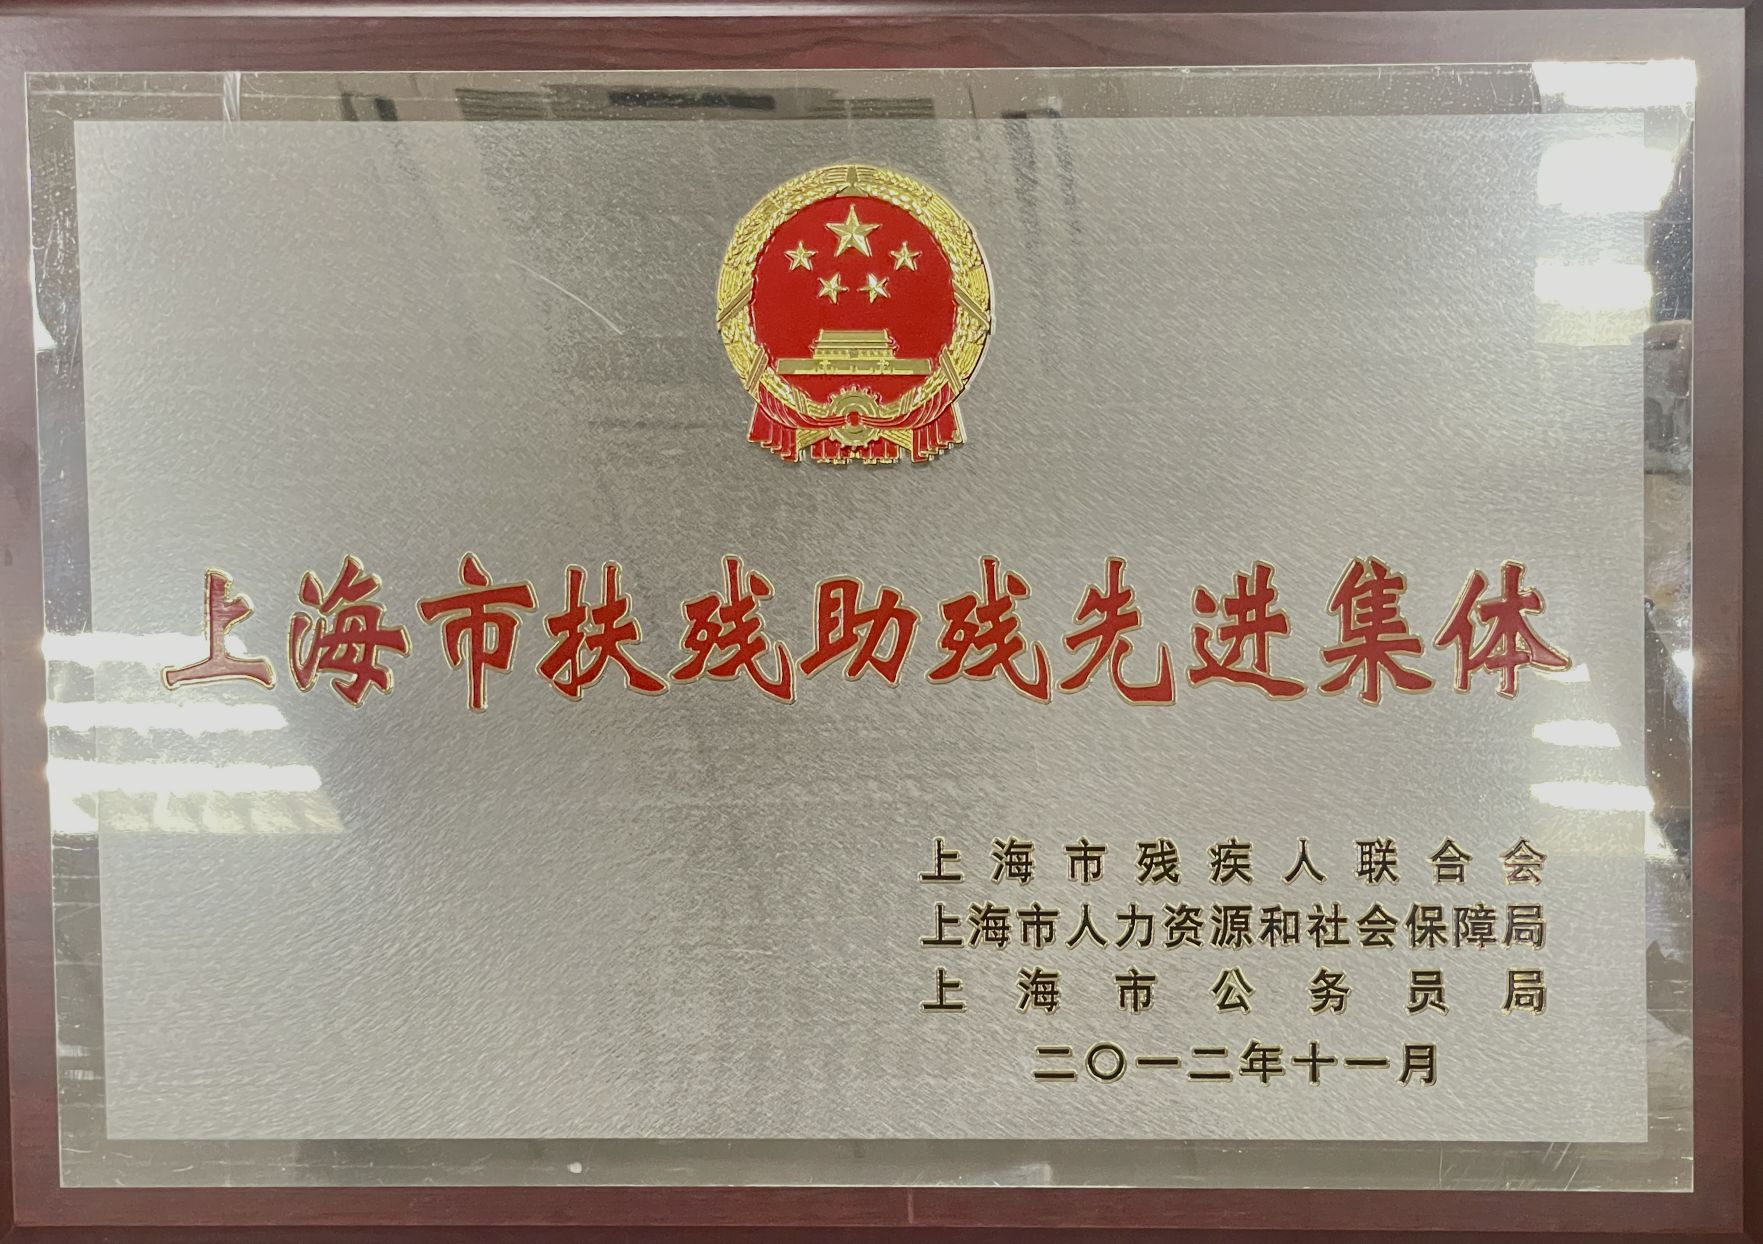 上海市扶残助残先进集体
上海市残疾人联合会
上海市人力资源和社会保障局
上海市公务员局
二〇一二年十一月